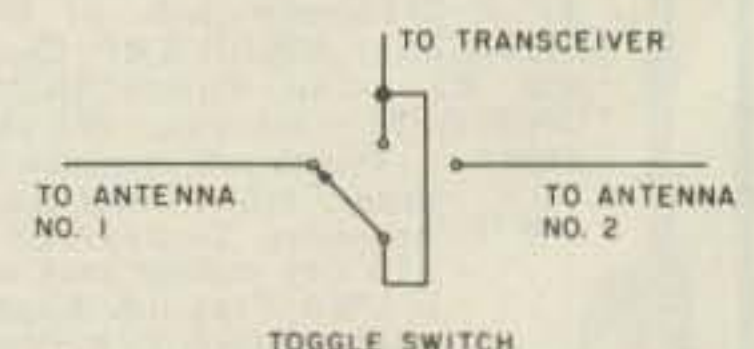 TO TRANSCEIVER
TO ANTENNA
NO. 1
TO ANTENNA
NO. 2
TOGGLE SWITCH